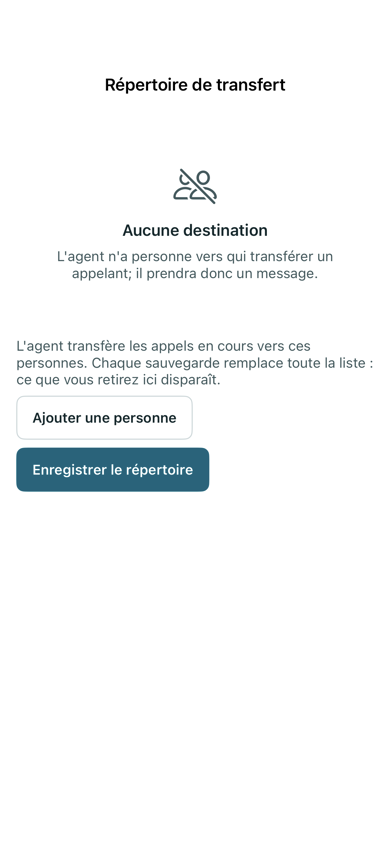 Répertoire de transfert
Aucune destination
L'agent n'a personne vers qui transférer un
appelant; il prendra donc un message.
L'agent transfère les appels en cours vers ces
personnes. Chaque sauvegarde remplace toute la liste :
ce que vous retirez ici disparaît.
Ajouter une personne
Enregistrer le répertoire